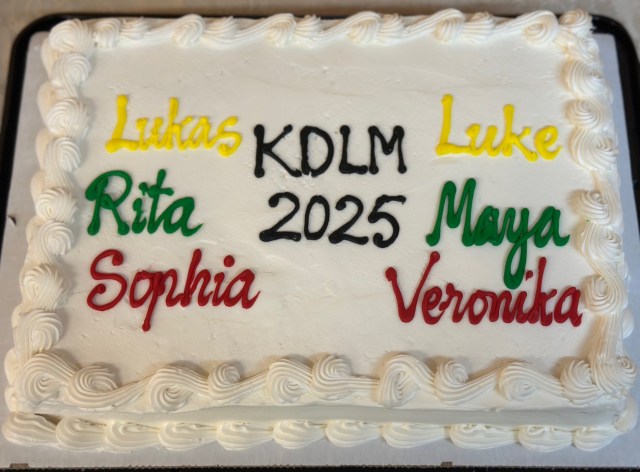 Lukas
Rita
Sophia
KDLM
2025
Luke
Maya
Veronika